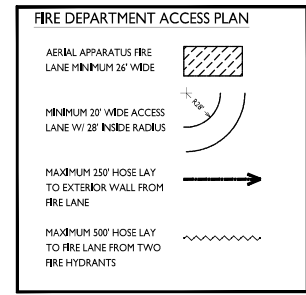 FIRE DEPARTMENT ACCESS PLAN
AERIAL APPARATUS FIRE
LANE MINIMUM 26' WIDE
MINIMUM 20' WIDE ACCESS
LANE W/ 28' INSIDE RADIUS
R28'
MAXIMUM 250' HOSE LAY
TO EXTERIOR WALL FROM
FIRE LANE
MAXIMUM 500' HOSE LAY
TO FIRE LANE FROM TWO
FIRE HYDRANTS